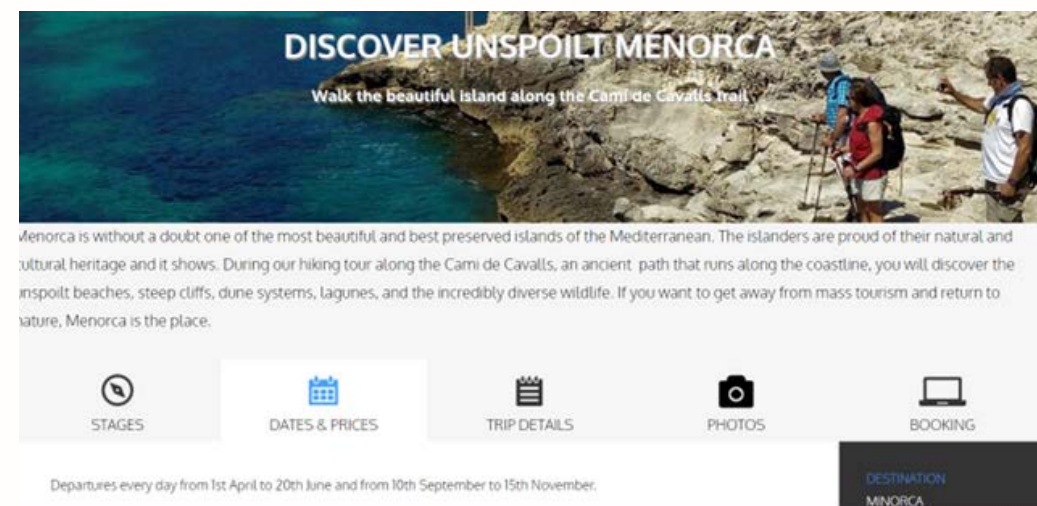 DISCOVER UNSPOILT MENORCA
Walk the beautiful island along the Cami de Cavalls trail
Menorca is without a doubt one of the most beautiful and best preserved islands of the Mediterranean. The islanders are proud of their natural and
cultural heritage and it shows. During our hiking tour along the Cami de Cavalls, an ancient path that runs along the coastline, you will discover the
unspoilt beaches, steep cliffs, dune systems, lagunes, and the incredibly diverse wildlife. If you want to get away from mass tourism and return to
nature, Menorca is the place.
STAGES
DATES & PRICES
TRIP DETAILS
PHOTOS
BOOKING
Departures every day from 1st April to 20th June and from 10th September to 15th November.
DESTINATION
MINORCA